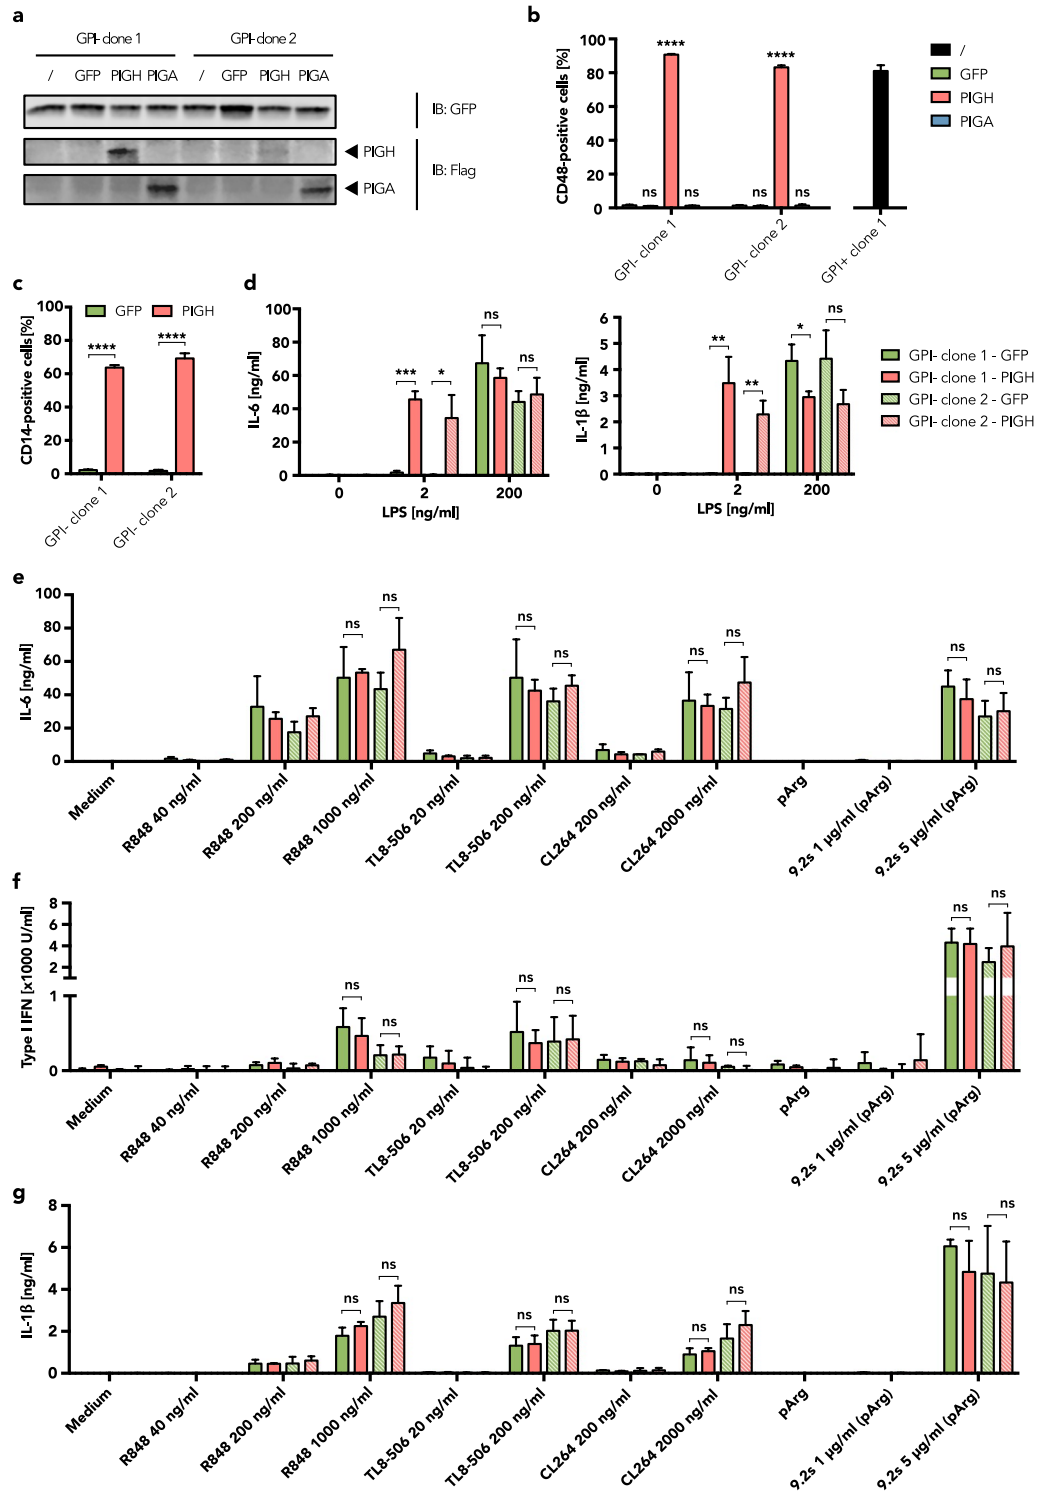 a
GPI- clone 1
GPI- clone 2
/ GFP PIGH PIGA / GFP PIGH PIGA
IB: GFP
PIGH
IB: Flag
PIGA
b
CD48-positive cells [%]
100
80
60
40
20
0
ns
****
ns
ns
****
ns
GPI- clone 1
GPI- clone 2
GPI+ clone 1
/
GFP
PIGH
PIGA
c
GFP PIGH
CD14-positive cells [%]
100
80
60
40
20
0
****
****
GPI- clone 1
GPI- clone 2
d
IL-6 [ng/ml]
100
80
60
40
20
0
***
*
ns
ns
0 2 200
LPS [ng/ml]
IL-1β [ng/ml]
6
5
4
3
2
1
0
**
**
*
ns
0 2 200
LPS [ng/ml]
GPI- clone 1 - GFP
GPI- clone 1 - PIGH
GPI- clone 2 - GFP
GPI- clone 2 - PIGH
e
IL-6 [ng/ml]
100
80
60
40
20
0
ns ns ns ns ns ns ns ns
Medium
R848 40 ng/ml
R848 200 ng/ml
R848 1000 ng/ml
TL8-506 20 ng/ml
TL8-506 200 ng/ml
CL264 200 ng/ml
CL264 2000 ng/ml
pArg
9.2s 1 µg/ml (pArg)
9.2s 5 µg/ml (pArg)
f
Type I IFN [x1000 U/ml]
8
6
4
2
1
0
ns ns ns ns ns ns ns ns
Medium
R848 40 ng/ml
R848 200 ng/ml
R848 1000 ng/ml
TL8-506 20 ng/ml
TL8-506 200 ng/ml
CL264 200 ng/ml
CL264 2000 ng/ml
pArg
9.2s 1 µg/ml (pArg)
9.2s 5 µg/ml (pArg)
g
IL-1β [ng/ml]
8
6
4
2
0
ns ns ns ns ns ns ns ns
Medium
R848 40 ng/ml
R848 200 ng/ml
R848 1000 ng/ml
TL8-506 20 ng/ml
TL8-506 200 ng/ml
CL264 200 ng/ml
CL264 2000 ng/ml
pArg
9.2s 1 µg/ml (pArg)
9.2s 5 µg/ml (pArg)